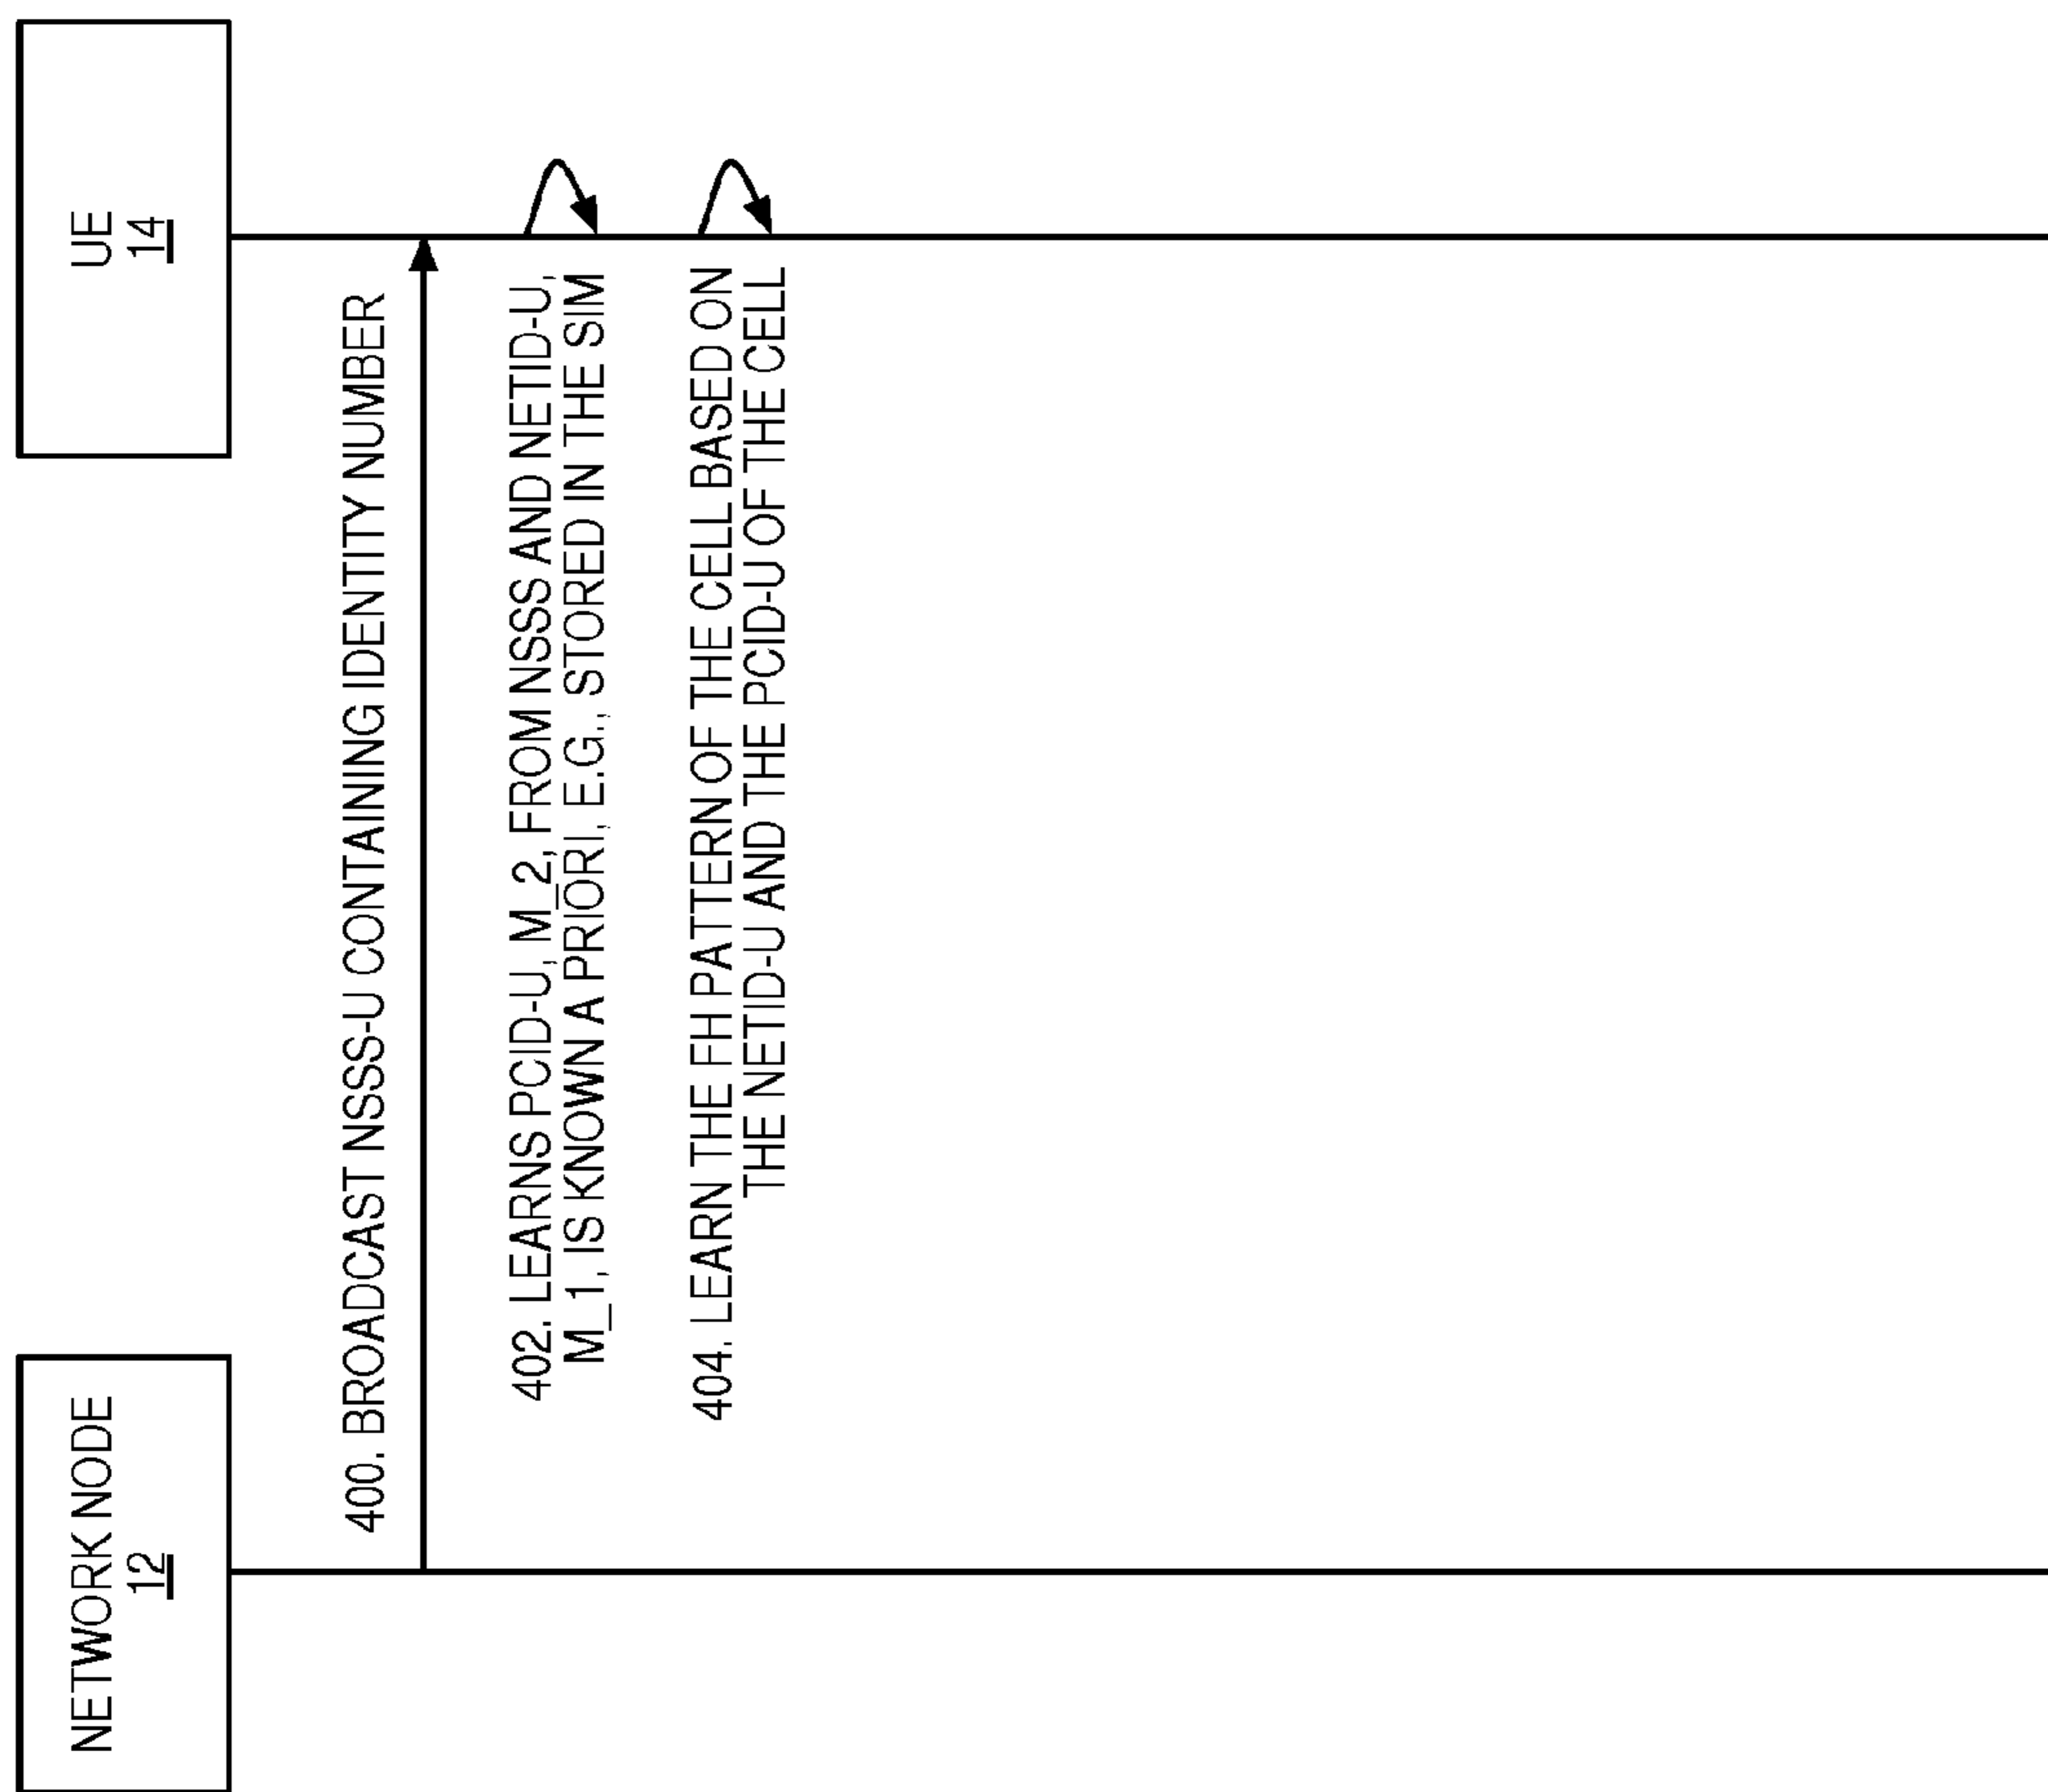 NETWORK NODE
12
UE
14
400. BROADCAST NSSS-U CONTAINING IDENTITY NUMBER
402. LEARNS PCID-U, M_2, FROM NSSS AND NETID-U,
M_1, IS KNOWN A PRIORI, E.G., STORED IN THE SIM
404. LEARN THE FH PATTERN OF THE CELL BASED ON
THE NETID-U AND THE PCID-U OF THE CELL